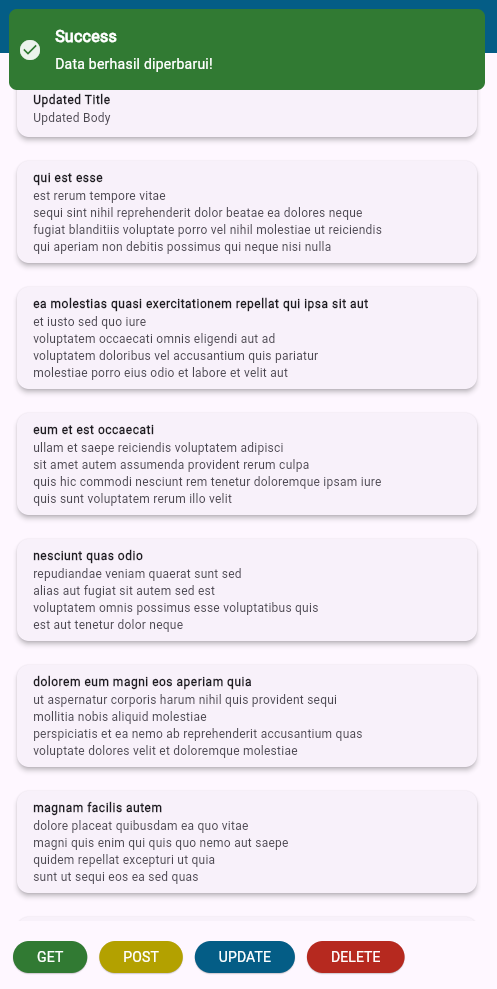 Success
Data berhasil diperbarui!
Updated Title
Updated Body
qui est esse
est rerum tempore vitae
sequi sint nihil reprehenderit dolor beatae ea dolores neque
fugiat blanditiis voluptate porro vel nihil molestiae ut reiciendis
qui aperiam non debitis possimus qui neque nisi nulla
ea molestias quasi exercitationem repellat qui ipsa sit aut
et iusto sed quo iure
voluptatem occaecati omnis eligendi aut ad
voluptatem doloribus vel accusantium quis pariatur
molestiae porro eius odio et labore et velit aut
eum et est occaecati
ullam et saepe reiciendis voluptatem adipisci
sit amet autem assumenda provident rerum culpa
quis hic commodi nesciunt rem tenetur doloremque ipsam iure
quis sunt voluptatem rerum illo velit
nesciunt quas odio
repudiandae veniam quaerat sunt sed
alias aut fugiat sit autem sed est
voluptatem omnis possimus esse voluptatibus quis
est aut tenetur dolor neque
dolorem eum magni eos aperiam quia
ut aspernatur corporis harum nihil quis provident sequi
mollitia nobis aliquid molestiae
perspiciatis et ea nemo ab reprehenderit accusantium quas
voluptate dolores velit et doloremque molestiae
magnam facilis autem
dolore placeat quibusdam ea quo vitae
magni quis enim qui quis quo nemo aut saepe
quidem repellat excepturi ut quia
sunt ut sequi eos ea sed quas
GET
POST
UPDATE
DELETE